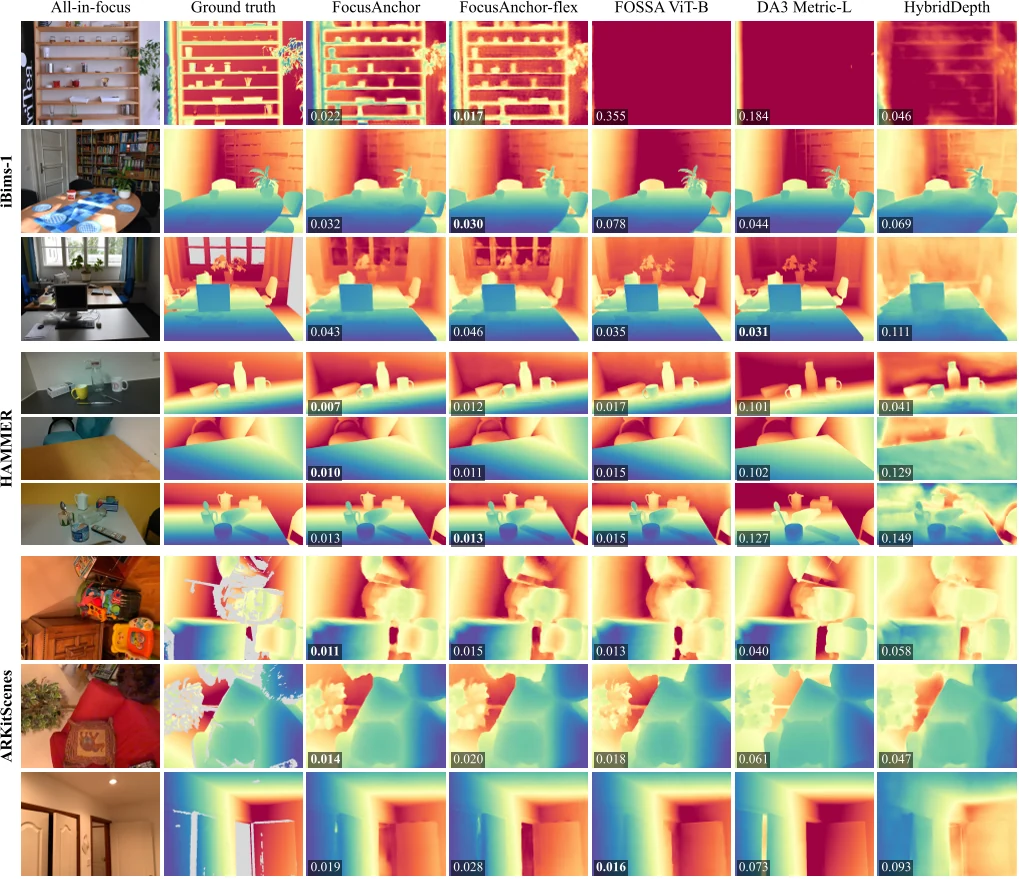 All-in-focus Ground truth FocusAnchor FocusAnchor-flex FOSSA ViT-B DA3 Metric-L HybridDepth
iBims-1
0.022 0.017 0.355 0.184 0.046
0.032 0.030 0.078 0.044 0.069
0.043 0.046 0.035 0.031 0.111
HAMMER
0.007 0.012 0.017 0.101 0.041
0.010 0.011 0.015 0.102 0.129
0.013 0.013 0.015 0.127 0.149
ARKitScenes
0.011 0.015 0.013 0.040 0.058
0.014 0.020 0.018 0.061 0.047
0.019 0.028 0.016 0.073 0.093